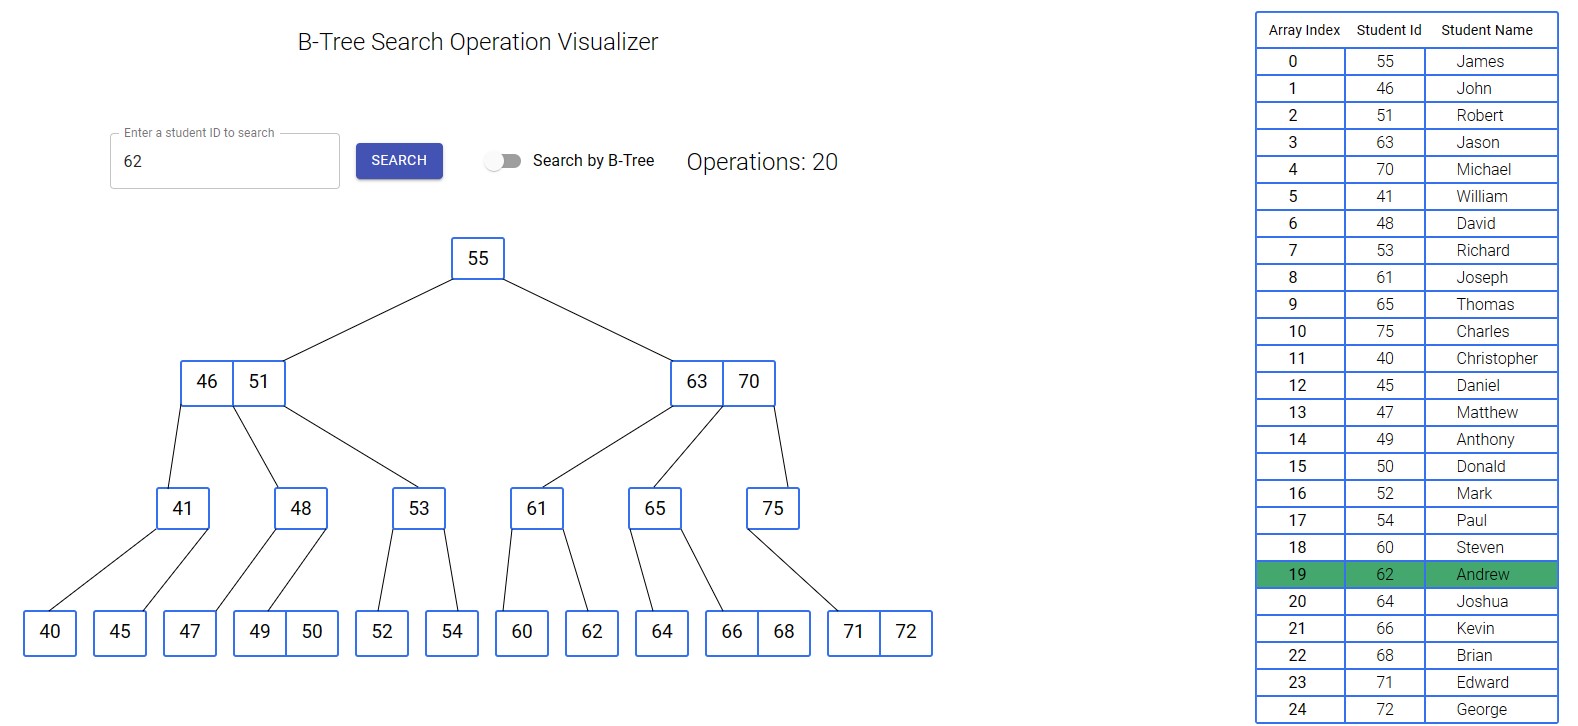 B-Tree Search Operation Visualizer
Enter a student ID to search
62
SEARCH
Search by B-Tree
Operations: 20
55
46 51
63 70
41
48
53
61
65
75
40
45
47
49 50
52
54
60
62
64
66 68
71 72
Array Index Student Id Student Name
0 55 James
1 46 John
2 51 Robert
3 63 Jason
4 70 Michael
5 41 William
6 48 David
7 53 Richard
8 61 Joseph
9 65 Thomas
10 75 Charles
11 40 Christopher
12 45 Daniel
13 47 Matthew
14 49 Anthony
15 50 Donald
16 52 Mark
17 54 Paul
18 60 Steven
19 62 Andrew
20 64 Joshua
21 66 Kevin
22 68 Brian
23 71 Edward
24 72 George